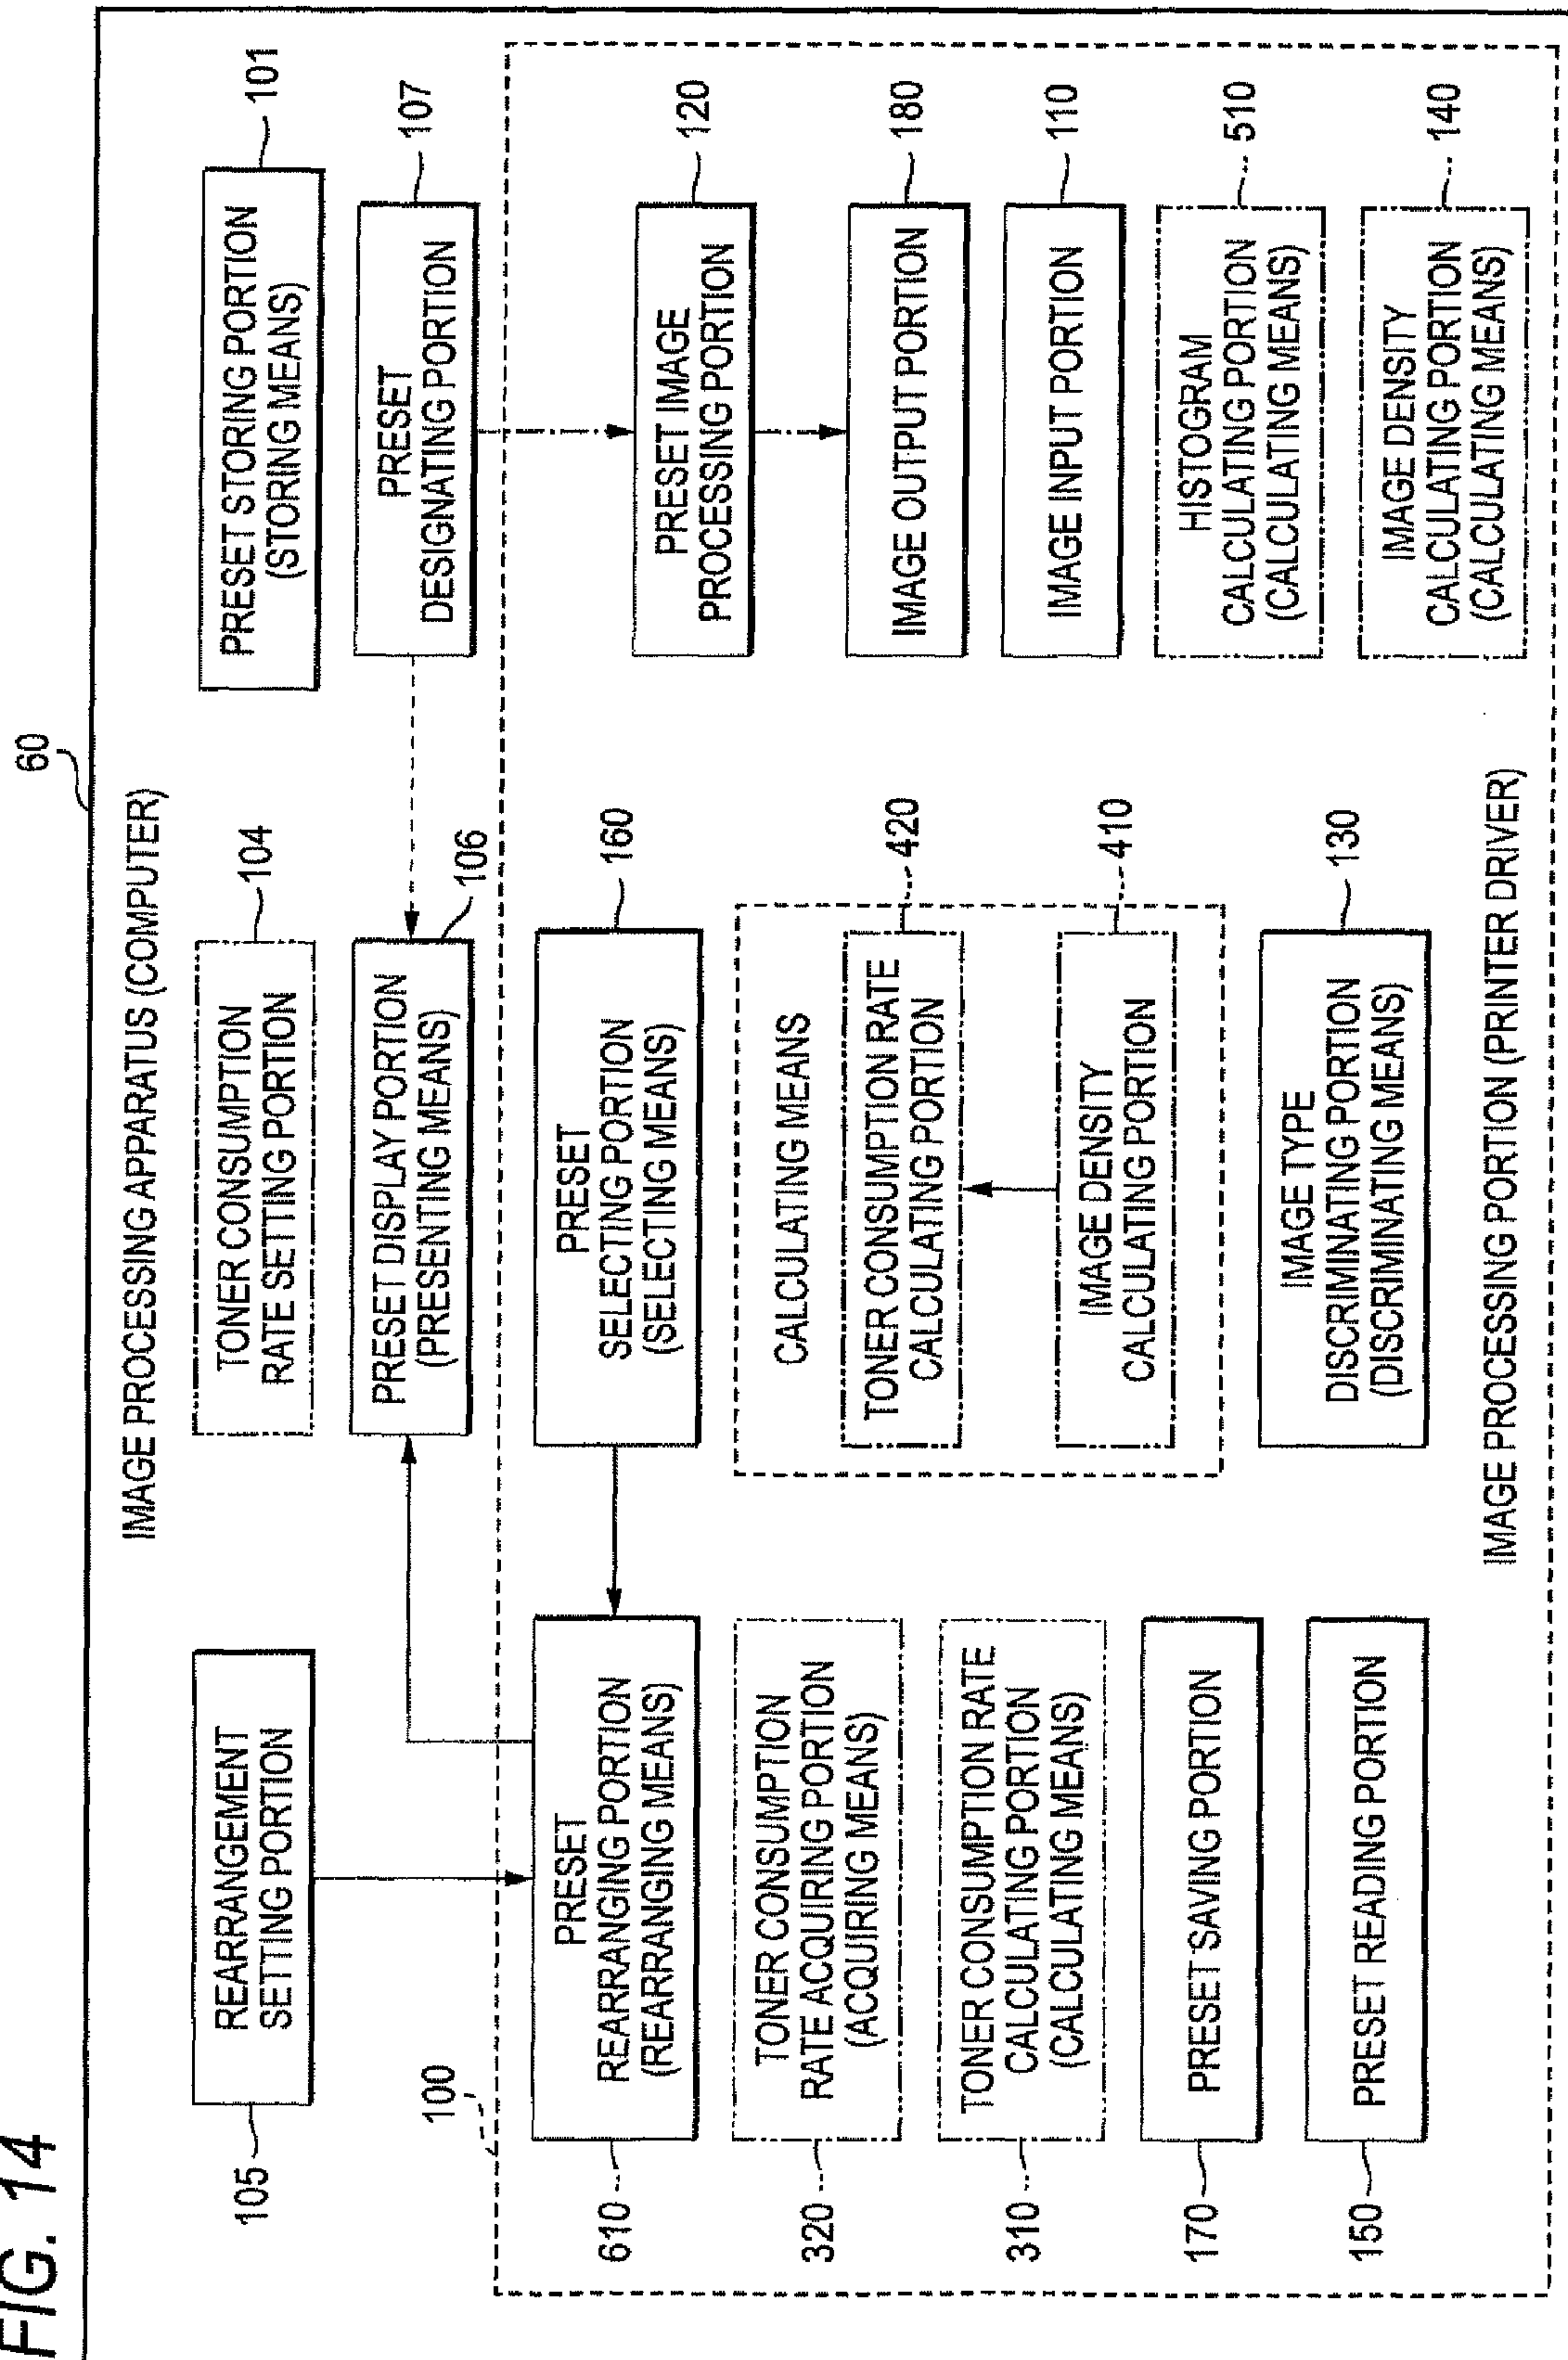 FIG. 14
60
IMAGE PROCESSING APPARATUS (COMPUTER)
REARRANGEMENT
SETTING PORTION
105
TONER CONSUMPTION
RATE SETTING PORTION
104
PRESET STORING PORTION
(STORING MEANS)
101
PRESET DISPLAY PORTION
(PRESENTING MEANS)
106
PRESET
DESIGNATING PORTION
107
100
PRESET
REARRANGING PORTION
(REARRANGING MEANS)
610
PRESET
SELECTING PORTION
(SELECTING MEANS)
160
PRESET IMAGE
PROCESSING PORTION
120
TONER CONSUMPTION
RATE ACQUIRING PORTION
(ACQUIRING MEANS)
320
CALCULATING MEANS
TONER CONSUMPTION RATE
CALCULATING PORTION
420
IMAGE OUTPUT PORTION
180
TONER CONSUMPTION RATE
CALCULATING PORTION
(CALCULATING MEANS)
310
IMAGE DENSITY
CALCULATING PORTION
410
IMAGE INPUT PORTION
110
PRESET SAVING PORTION
170
HISTOGRAM
CALCULATING PORTION
(CALCULATING MEANS)
510
PRESET READING PORTION
150
IMAGE TYPE
DISCRIMINATING PORTION
(DISCRIMINATING MEANS)
130
IMAGE DENSITY
CALCULATING PORTION
(CALCULATING MEANS)
140
IMAGE PROCESSING PORTION (PRINTER DRIVER)